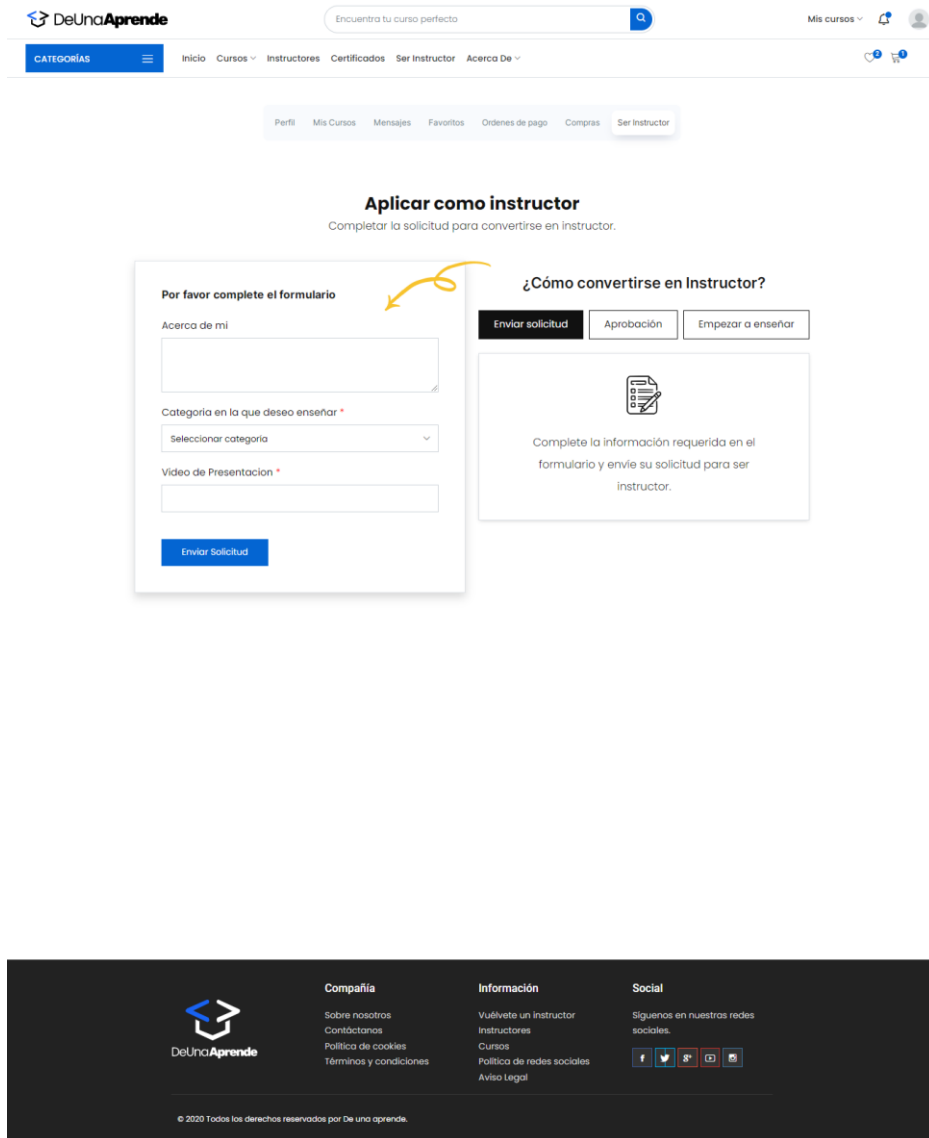 DeUnaAprende
Encuentra tu curso perfecto
Mis cursos
CATEGORÍAS
Inicio Cursos Instructores Certificados Ser Instructor Acerca De
2
1
Perfil Mis Cursos Mensajes Favoritos Ordenes de pago Compras Ser Instructor
Aplicar como instructor
Completar la solicitud para convertirse en instructor.
Por favor complete el formulario
Acerca de mi
Categoria en la que deseo enseñar *
Seleccionar categoria
Video de Presentacion *
Enviar Solicitud
¿Cómo convertirse en Instructor?
Enviar solicitud Aprobación Empezar a enseñar
Complete la información requerida en el
formulario y envíe su solicitud para ser
instructor.
DeUnaAprende
Compañía
Sobre nosotros
Contáctanos
Política de cookies
Términos y condiciones
Información
Vuélvete un instructor
Instructores
Cursos
Política de redes sociales
Aviso Legal
Social
Síguenos en nuestras redes
sociales.
© 2020 Todos los derechos reservados por De una aprende.